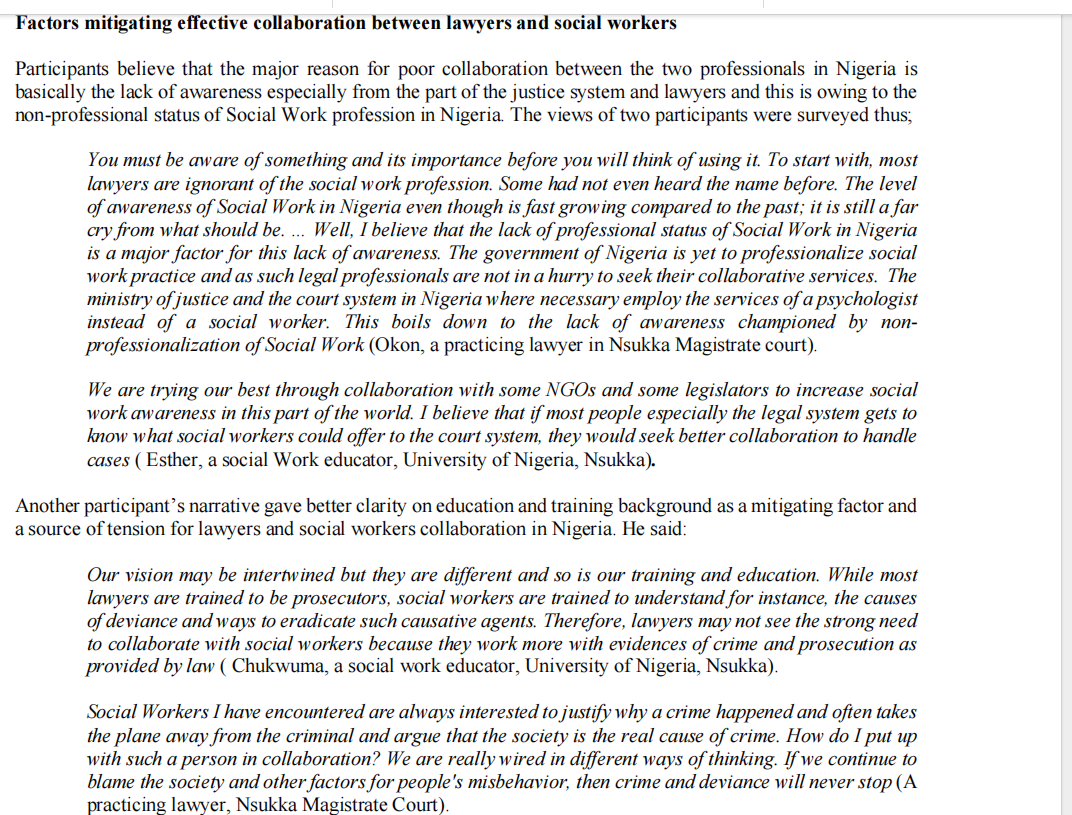 Factors mitigating effective collaboration between lawyers and social workers
Participants believe that the major reason for poor collaboration between the two professionals in Nigeria is
basically the lack of awareness especially from the part of the justice system and lawyers and this is owing to the
non-professional status of Social Work profession in Nigeria. The views of two participants were surveyed thus;
You must be aware of something and its importance before you will think of using it. To start with, most
lawyers are ignorant of the social work profession. Some had not even heard the name before. The level
of awareness of Social Work in Nigeria even though is fast growing compared to the past; it is still a far
cry from what should be. ... Well, I believe that the lack of professional status of Social Work in Nigeria
is a major factor for this lack of awareness. The government of Nigeria is yet to professionalize social
work practice and as such legal professionals are not in a hurry to seek their collaborative services. The
ministry of justice and the court system in Nigeria where necessary employ the services of a psychologist
instead of a social worker. This boils down to the lack of awareness championed by non-
professionalization of Social Work (Okon, a practicing lawyer in Nsukka Magistrate court).
We are trying our best through collaboration with some NGOs and some legislators to increase social
work awareness in this part of the world. I believe that if most people especially the legal system gets to
know what social workers could offer to the court system, they would seek better collaboration to handle
cases ( Esther, a social Work educator, University of Nigeria, Nsukka).
Another participant's narrative gave better clarity on education and training background as a mitigating factor and
a source of tension for lawyers and social workers collaboration in Nigeria. He said:
Our vision may be intertwined but they are different and so is our training and education. While most
lawyers are trained to be prosecutors, social workers are trained to understand for instance, the causes
of deviance and ways to eradicate such causative agents. Therefore, lawyers may not see the strong need
to collaborate with social workers because they work more with evidences of crime and prosecution as
provided by law ( Chukwuma, a social work educator, University of Nigeria, Nsukka).
Social Workers I have encountered are always interested to justify why a crime happened and often takes
the plane away from the criminal and argue that the society is the real cause of crime. How do I put up
with such a person in collaboration? We are really wired in different ways of thinking. If we continue to
blame the society and other factors for people's misbehavior, then crime and deviance will never stop (A
practicing lawyer, Nsukka Magistrate Court).